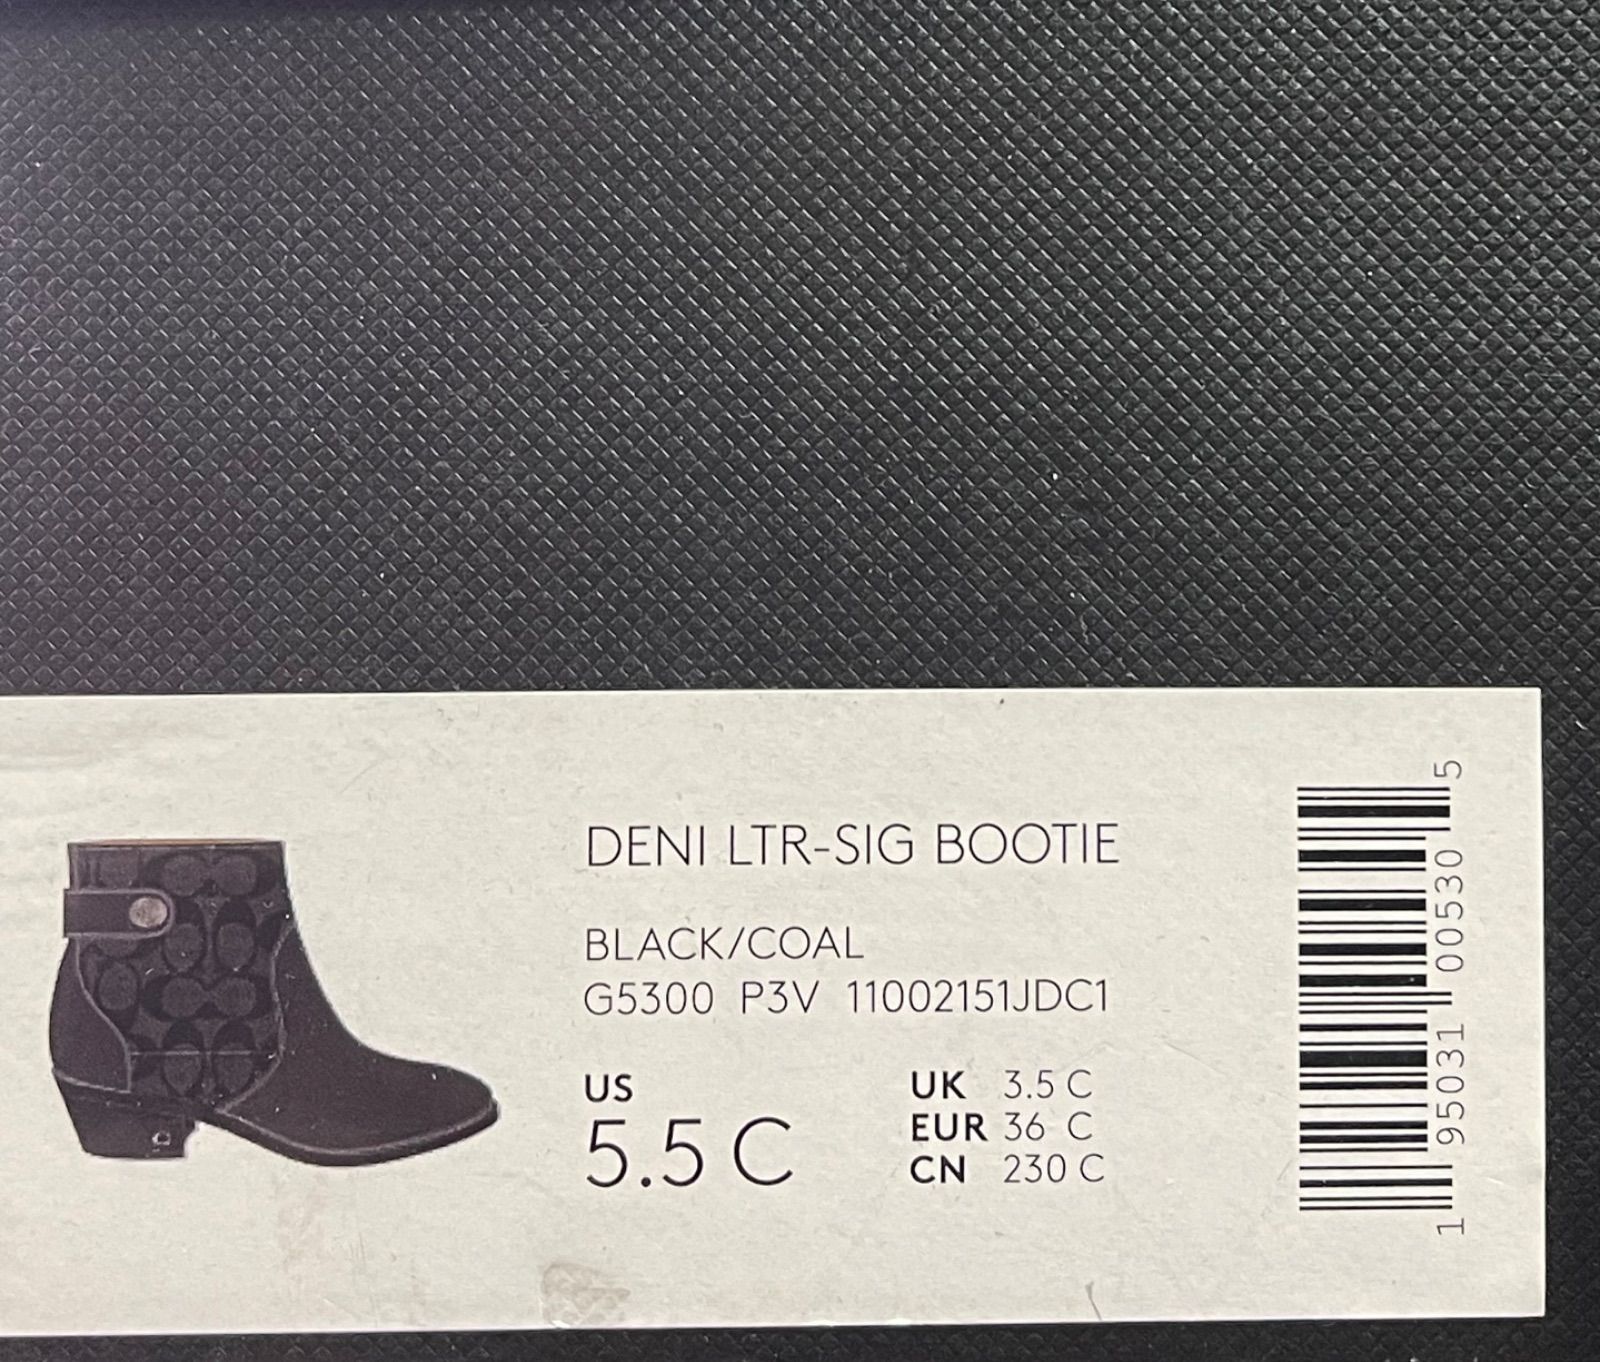 DENI LTR-SIG BOOTIE
BLACK/COAL
G5300 P3V 11002151JDC1
US
5.5 C
UK 3.5 C
EUR 36 C
CN 230 C
1 95031 00530 5